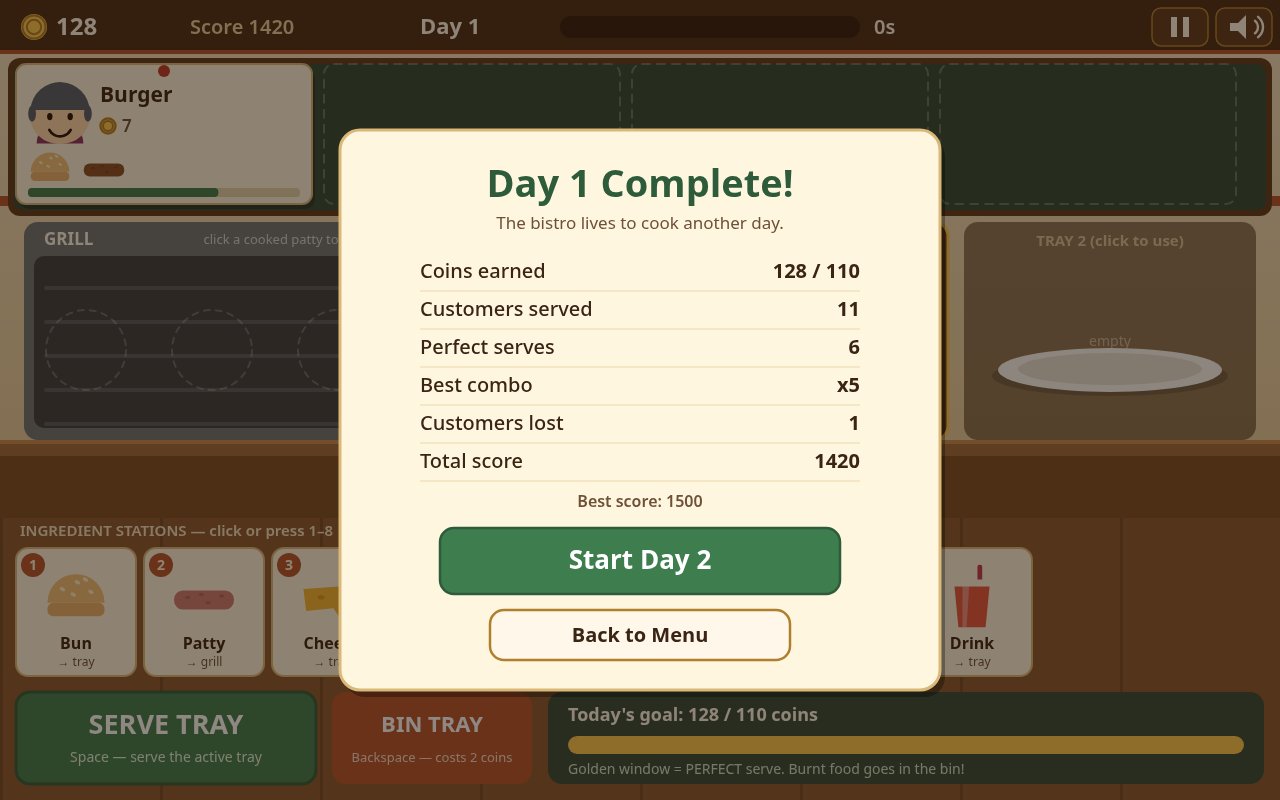 128
Score 1420
Day 1
0s
Burger
7
Day 1 Complete!
The bistro lives to cook another day.
Coins earned 128 / 110
Customers served 11
Perfect serves 6
Best combo x5
Customers lost 1
Total score 1420
Best score: 1500
Start Day 2
Back to Menu
GRILL
click a cooked patty to
TRAY 2 (click to use)
empty
INGREDIENT STATIONS — click or press 1–8
1
Bun
→ tray
2
Patty
→ grill
3
Chee
→ tr
Drink
→ tray
SERVE TRAY
Space — serve the active tray
BIN TRAY
Backspace — costs 2 coins
Today's goal: 128 / 110 coins
Golden window = PERFECT serve. Burnt food goes in the bin!